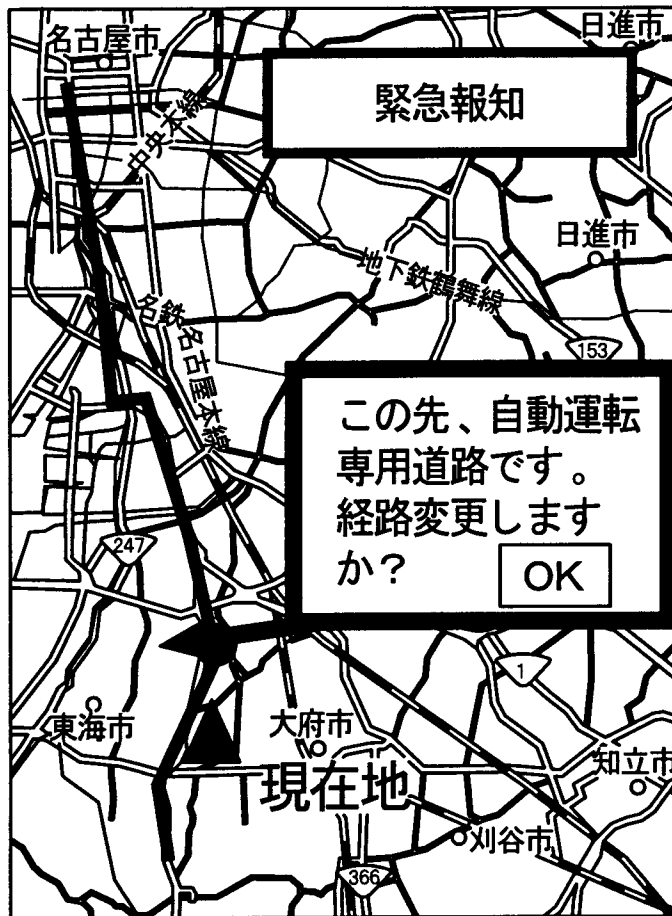 名古屋市
日進市
緊急報知
中央本線
日進市
地下鉄鶴舞線
名鉄名古屋本線
153
この先、自動運転
専用道路です。
経路変更します
か？
OK
247
1
東海市
大府市
知立市
現在地
刈谷市
366